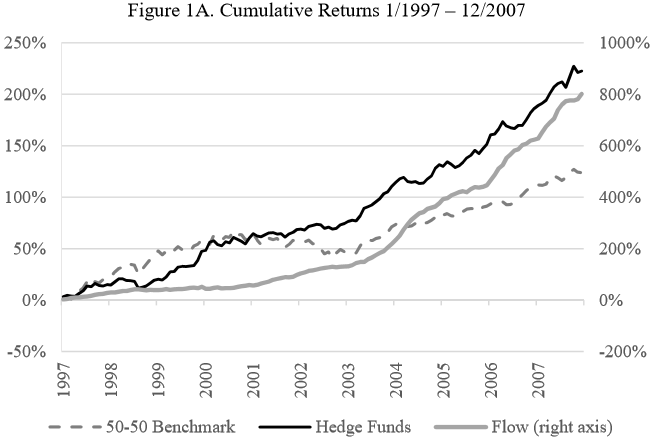 Figure 1A. Cumulative Returns 1/1997 – 12/2007
250% 1000%
200% 800%
150% 600%
100% 400%
50% 200%
0% 0%
-50% -200%
1997 1998 1999 2000 2001 2002 2003 2004 2005 2006 2007
50-50 Benchmark Hedge Funds Flow (right axis)